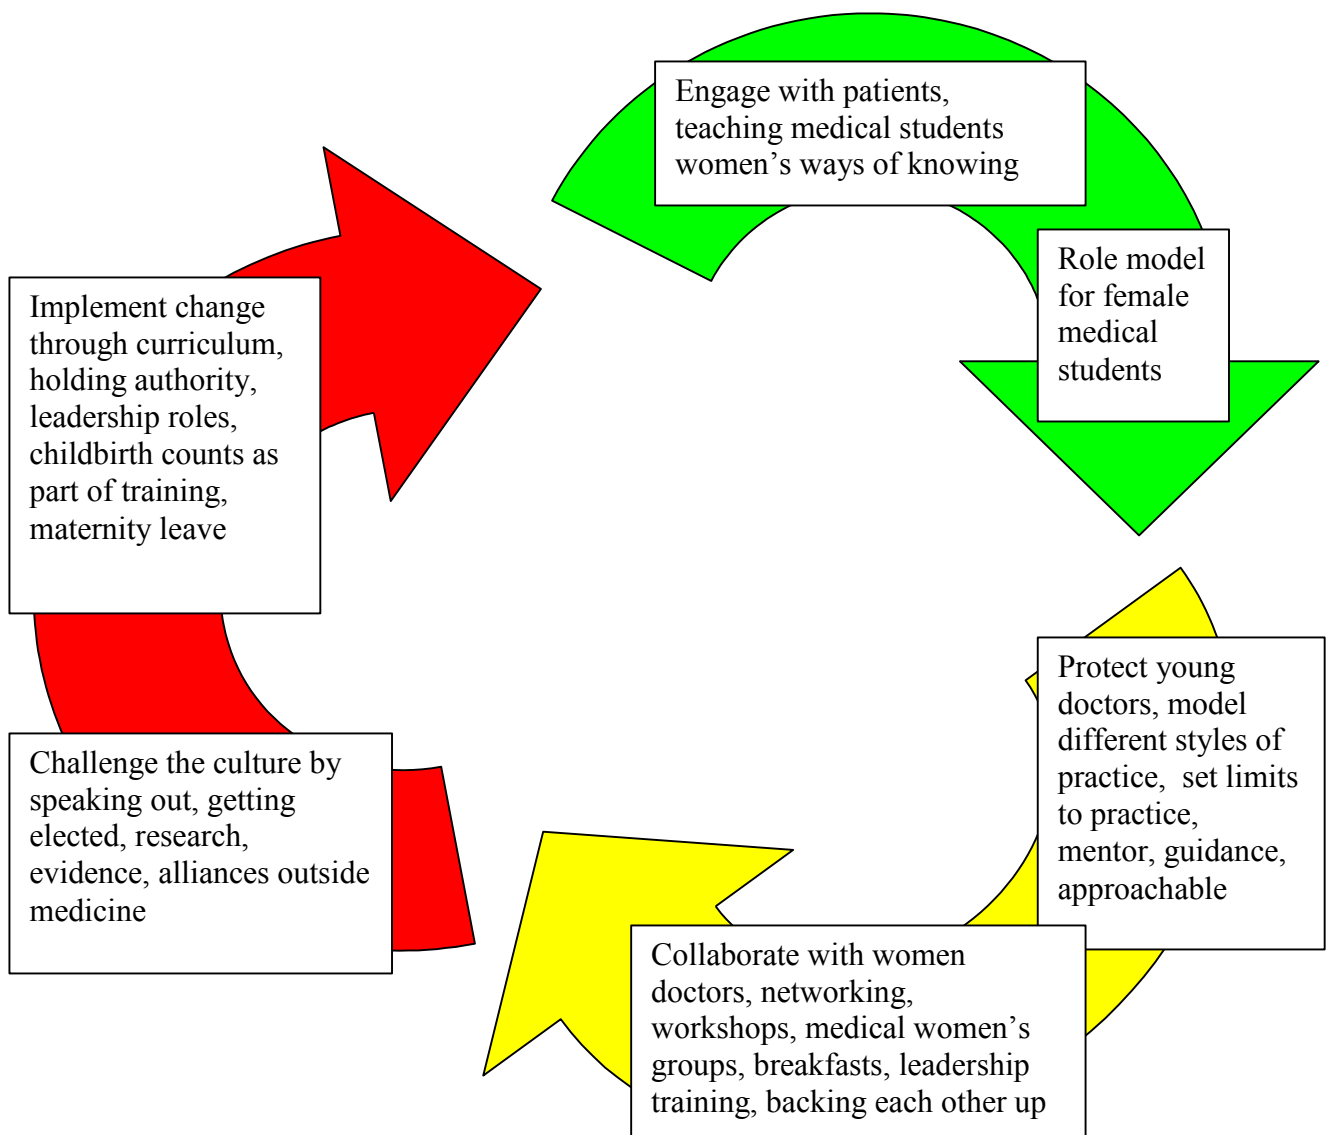 Engage with patients,
teaching medical students
women’s ways of knowing
Role model
for female
medical
students
Protect young
doctors, model
different styles of
practice,  set limits
to practice,
mentor, guidance,
approachable
Collaborate with women
doctors, networking,
workshops, medical women’s
groups, breakfasts, leadership
training, backing each other up
Challenge the culture by
speaking out, getting
elected, research,
evidence, alliances outside
medicine
Implement change
through curriculum,
holding authority,
leadership roles,
childbirth counts as
part of training,
maternity leave